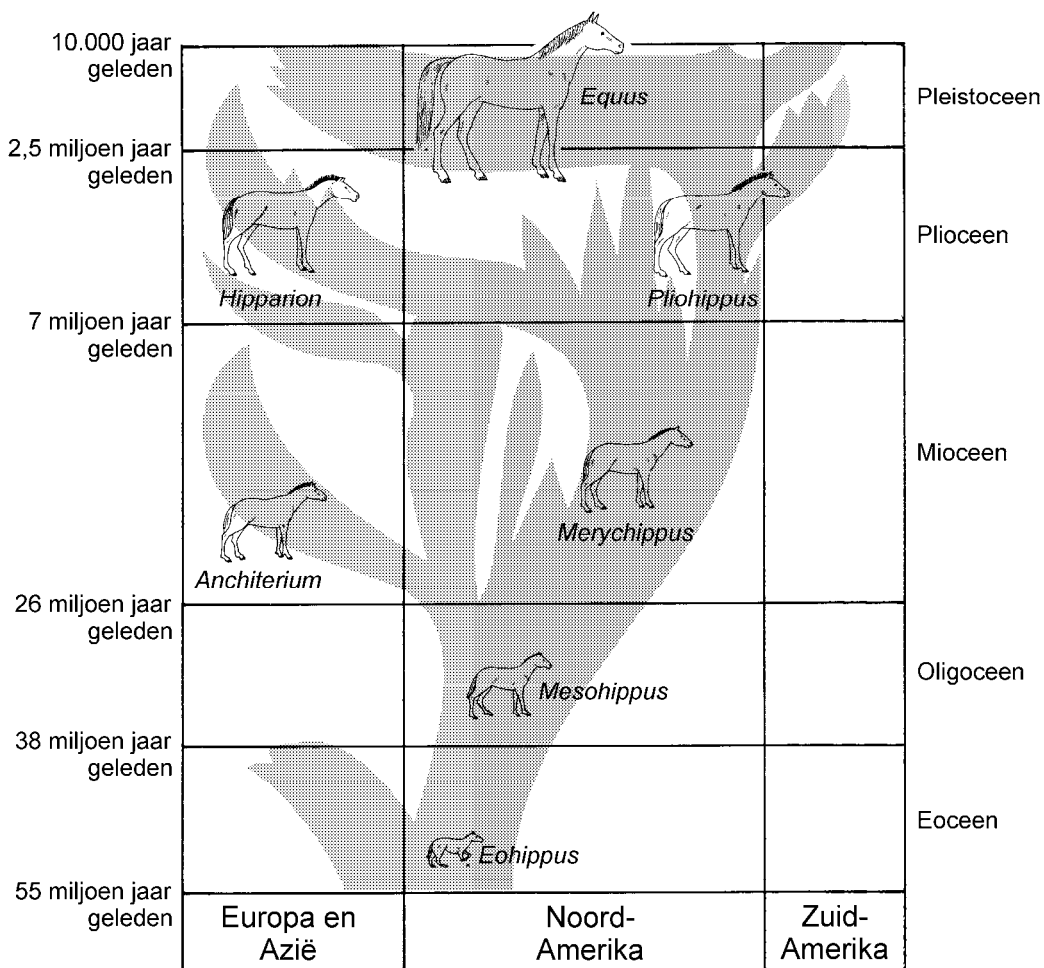 10.000 jaar
geleden
Equus
Pleistoceen
2,5 miljoen jaar
geleden
Plioceen
Hipparion
Pliohippus
7 miljoen jaar
geleden
Mioceen
Merychippus
Anchiterium
26 miljoen jaar
geleden
Mesohippus
Oligoceen
38 miljoen jaar
geleden
Eoceen
Eohippus
55 miljoen jaar
geleden
Europa en
Azië
Noord-
Amerika
Zuid-
Amerika